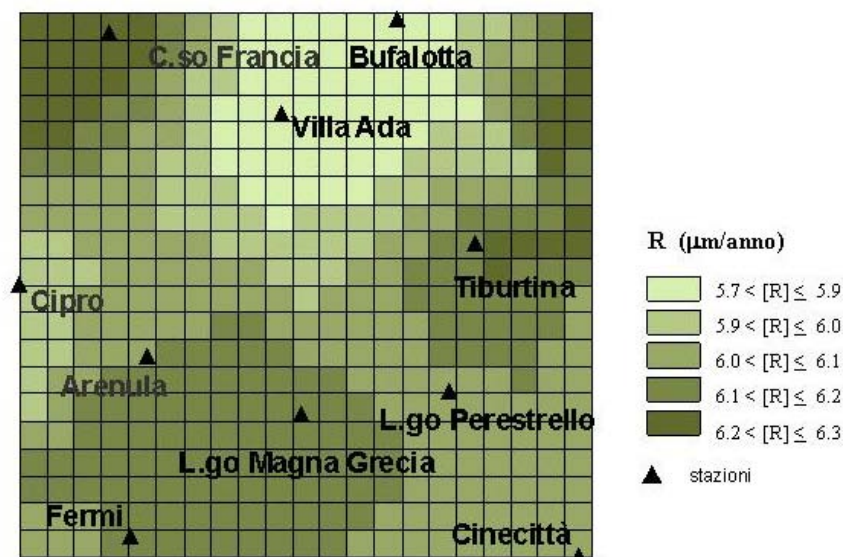 C.so Francia
Bufalotta
Villa Ada
Tiburtina
Cipro
Arenula
L.go Perestrello
L.go Magna Grecia
Fermi
Cinecittà
R (μm/anno)
5.7 < [R] ≤ 5.9
5.9 < [R] ≤ 6.0
6.0 < [R] ≤ 6.1
6.1 < [R] ≤ 6.2
6.2 < [R] ≤ 6.3
stazioni